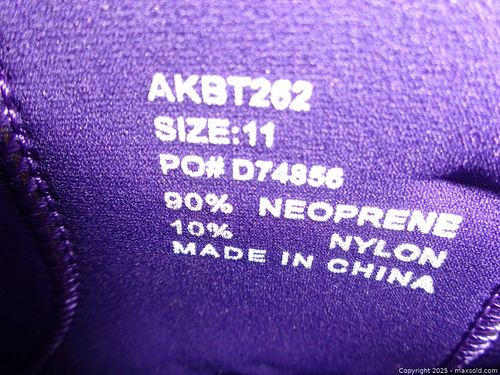 AKBT262
SIZE:11
PO# D74856
90% NEOPRENE
10% NYLON
MADE IN CHINA
Copyright 2025 - maxsold.com